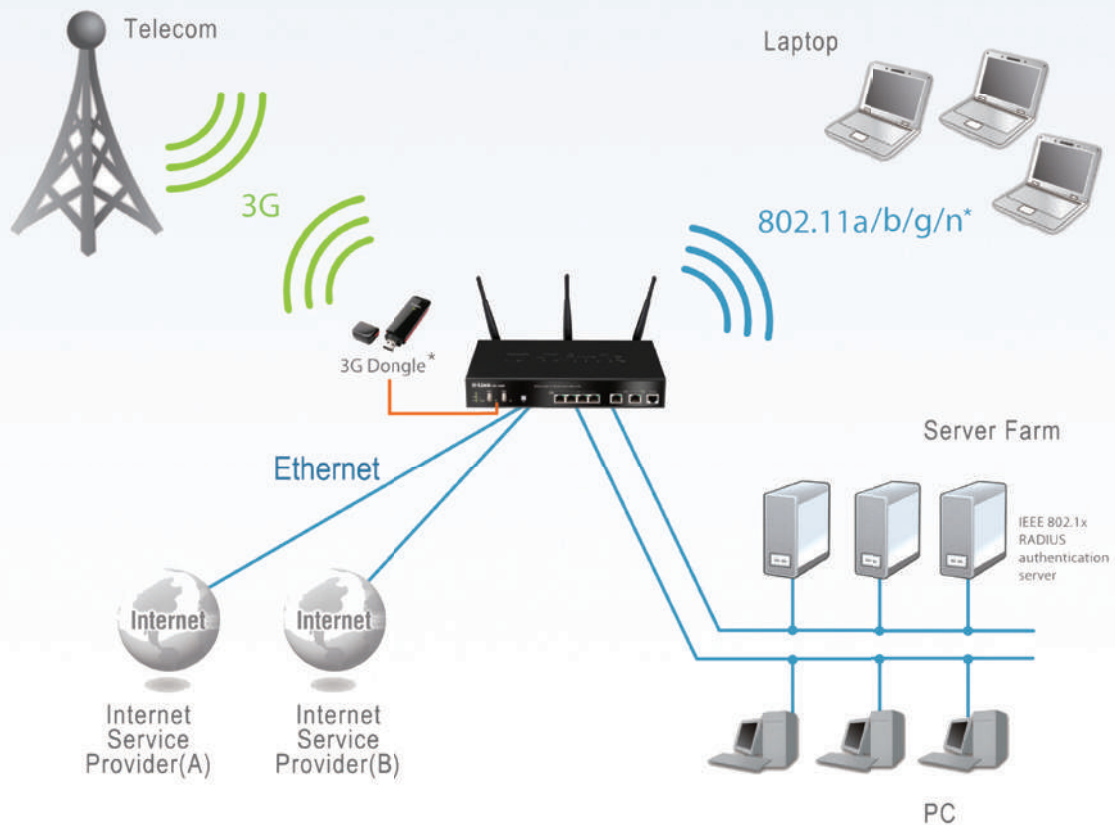 Telecom
Laptop
3G
802.11a/b/g/n*
3G Dongle*
D-Link
Ethernet
Server Farm
IEEE 802.1x
RADIUS
authentication
server
Internet
Internet
Internet
Service
Provider(A)
Internet
Service
Provider(B)
PC